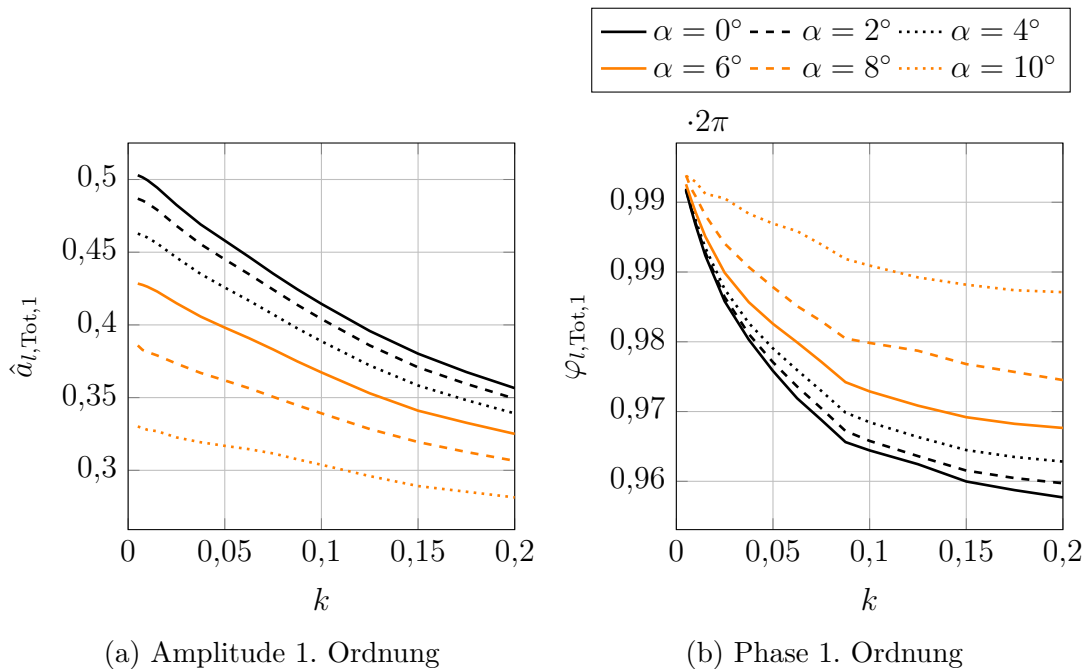 α = 0° α = 2° α = 4°
α = 6° α = 8° α = 10°
0,5
0,45
0,4
0,35
0,3
0
0,05
0,1
0,15
0,2
k
â_{l,Tot,1}
(a) Amplitude 1. Ordnung
·2π
0,99
0,99
0,98
0,97
0,96
0
0,05
0,1
0,15
0,2
k
φ_{l,Tot,1}
(b) Phase 1. Ordnung